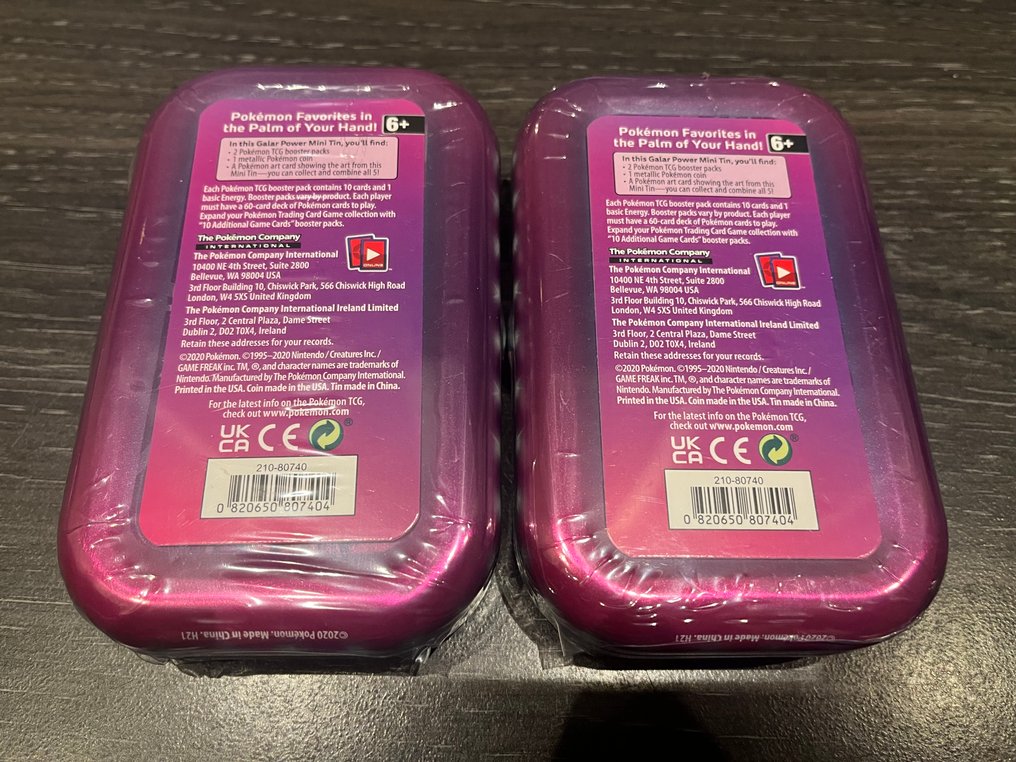 Pokémon Favorites in
the Palm of Your Hand! 6+
In this Galar Power Mini Tin, you'll find:
• 2 Pokémon TCG booster packs
• 1 metallic Pokémon coin
• A Pokémon art card showing the art from this
Mini Tin—you can collect and combine all 5!
Each Pokémon TCG booster pack contains 10 cards and 1
basic Energy. Booster packs vary by product. Each player
must have a 60-card deck of Pokémon cards to play.
Expand your Pokémon Trading Card Game collection with
"10 Additional Game Cards" booster packs.
The Pokémon Company
INTERNATIONAL
ONLINE
The Pokémon Company International
10400 NE 4th Street, Suite 2800
Bellevue, WA 98004 USA
3rd Floor Building 10, Chiswick Park, 566 Chiswick High Road
London, W4 5XS United Kingdom
The Pokémon Company International Ireland Limited
3rd Floor, 2 Central Plaza, Dame Street
Dublin 2, D02 T0X4, Ireland
Retain these addresses for your records.
©2020 Pokémon. ©1995–2020 Nintendo / Creatures Inc. /
GAME FREAK inc. TM, ®, and character names are trademarks of
Nintendo. Manufactured by The Pokémon Company International.
Printed in the USA. Coin made in the USA. Tin made in China.
For the latest info on the Pokémon TCG,
check out www.pokemon.com
UK
CA CE ®
210-80740
0 820650 807404
©2020 Pokémon. Made in China. H21
Pokémon Favorites in
the Palm of Your Hand! 6+
In this Galar Power Mini Tin, you'll find:
• 2 Pokémon TCG booster packs
• 1 metallic Pokémon coin
• A Pokémon art card showing the art from this
Mini Tin—you can collect and combine all 5!
Each Pokémon TCG booster pack contains 10 cards and 1
basic Energy. Booster packs vary by product. Each player
must have a 60-card deck of Pokémon cards to play.
Expand your Pokémon Trading Card Game collection with
"10 Additional Game Cards" booster packs.
The Pokémon Company
INTERNATIONAL
ONLINE
The Pokémon Company International
10400 NE 4th Street, Suite 2800
Bellevue, WA 98004 USA
3rd Floor Building 10, Chiswick Park, 566 Chiswick High Road
London, W4 5XS United Kingdom
The Pokémon Company International Ireland Limited
3rd Floor, 2 Central Plaza, Dame Street
Dublin 2, D02 T0X4, Ireland
Retain these addresses for your records.
©2020 Pokémon. ©1995–2020 Nintendo / Creatures Inc. /
GAME FREAK inc. TM, ®, and character names are trademarks of
Nintendo. Manufactured by The Pokémon Company International.
Printed in the USA. Coin made in the USA. Tin made in China.
For the latest info on the Pokémon TCG,
check out www.pokemon.com
UK
CA CE ®
210-80740
0 820650 807404
©2020 Pokémon. Made in China. H21